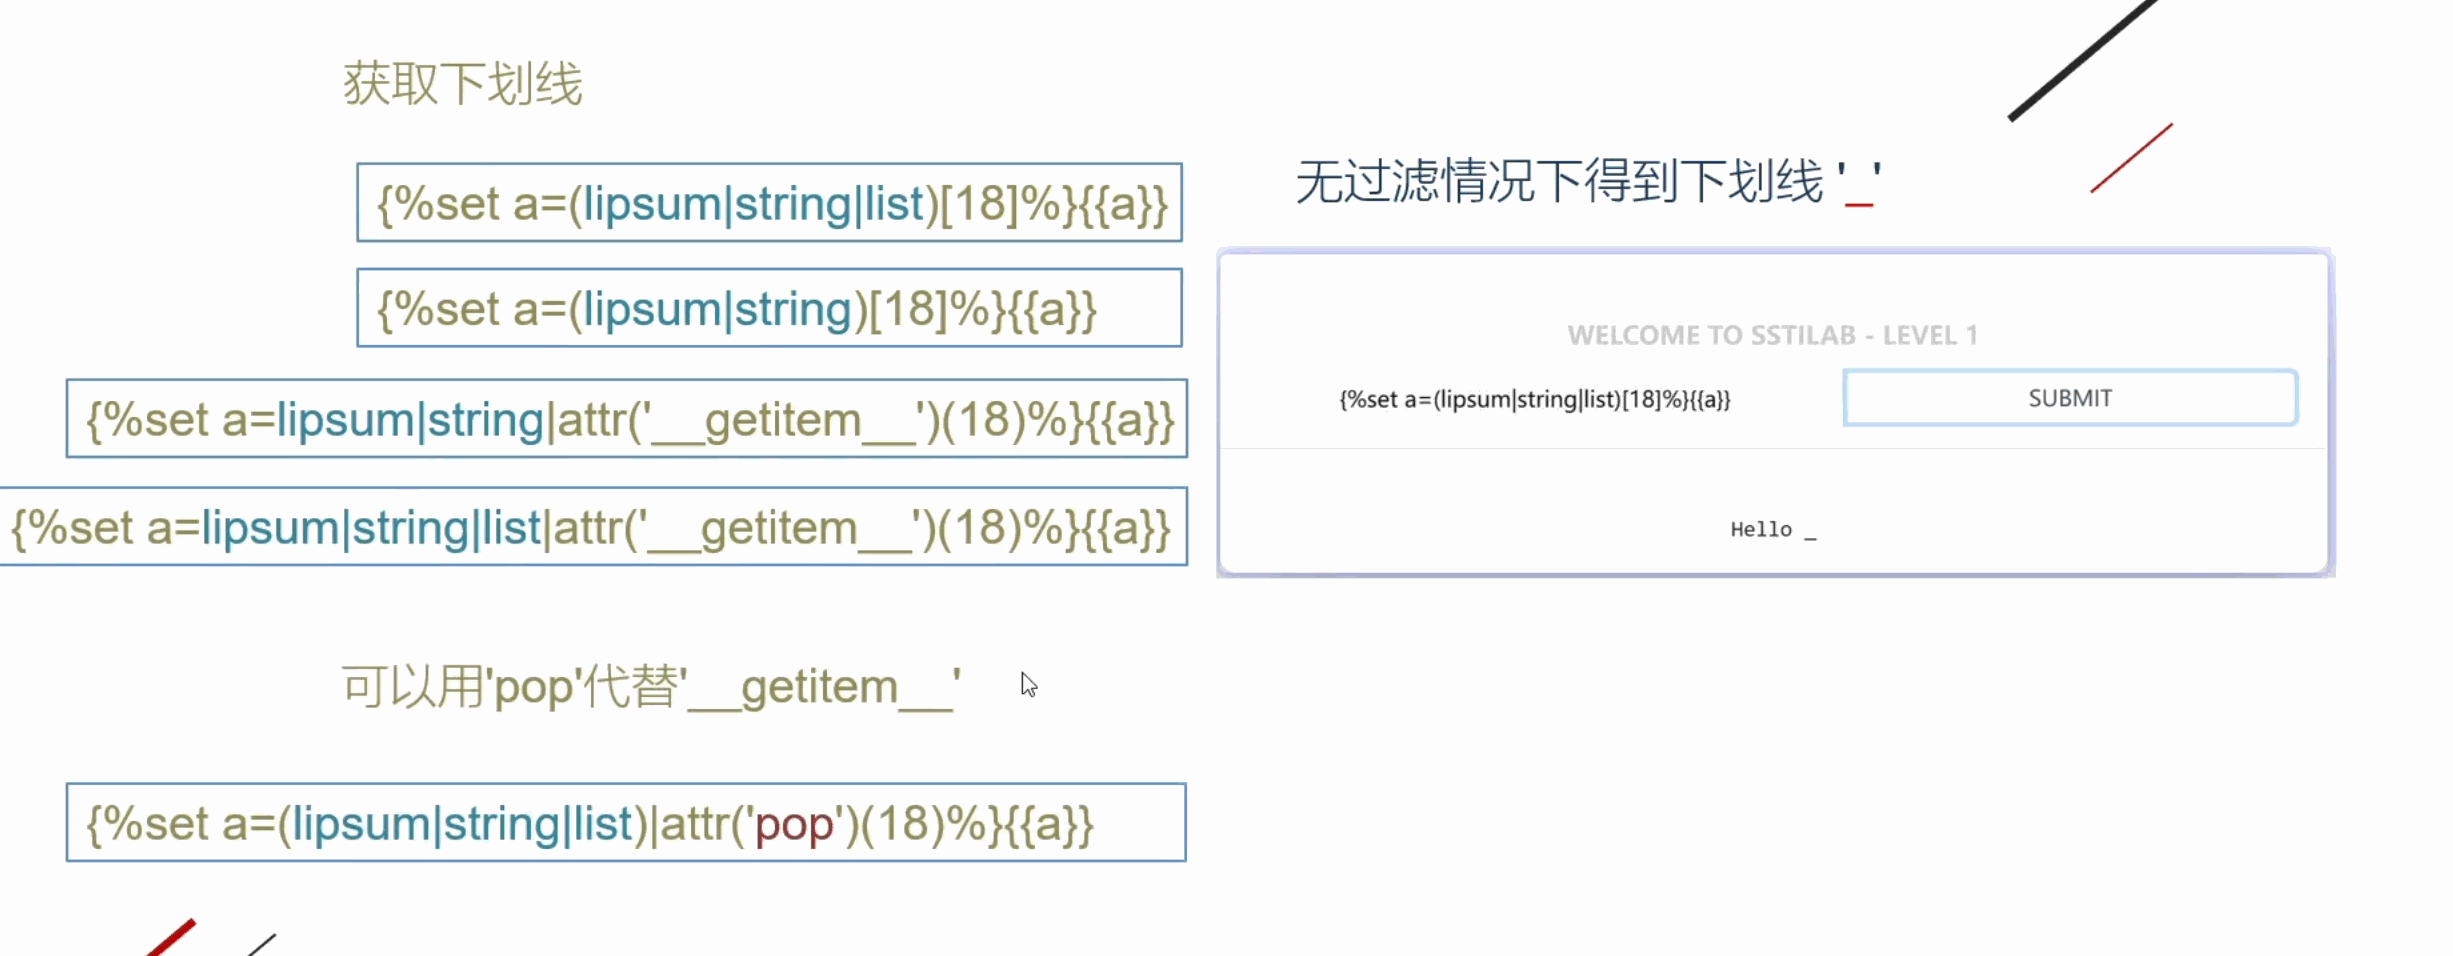 获取下划线
{%set a=(lipsum|string|list)[18]%}{{a}}
{%set a=(lipsum|string)[18]%}{{a}}
{%set a=lipsum|string|attr('__getitem__')(18)%}{{a}}
{%set a=lipsum|string|list|attr('__getitem__')(18)%}{{a}}
可以用'pop'代替'__getitem__'
{%set a=(lipsum|string|list)|attr('pop')(18)%}{{a}}
无过滤情况下得到下划线 '_'
WELCOME TO SSTILAB - LEVEL 1
{%set a=(lipsum|string|list)[18]%}{{a}}
SUBMIT
Hello _